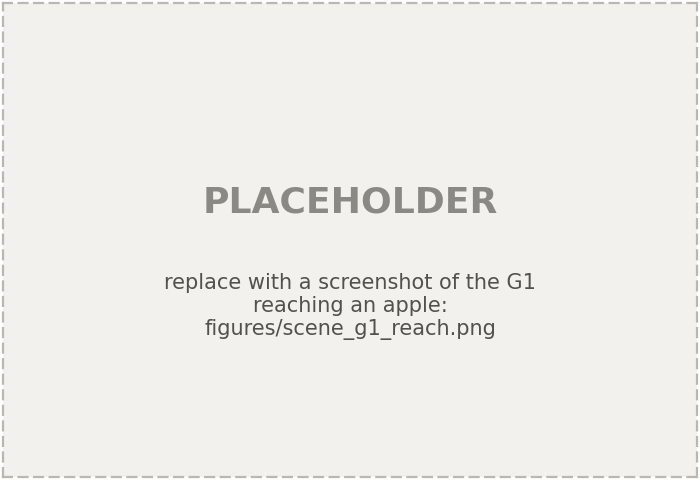 PLACEHOLDER
replace with a screenshot of the G1
reaching an apple:
figures/scene_g1_reach.png